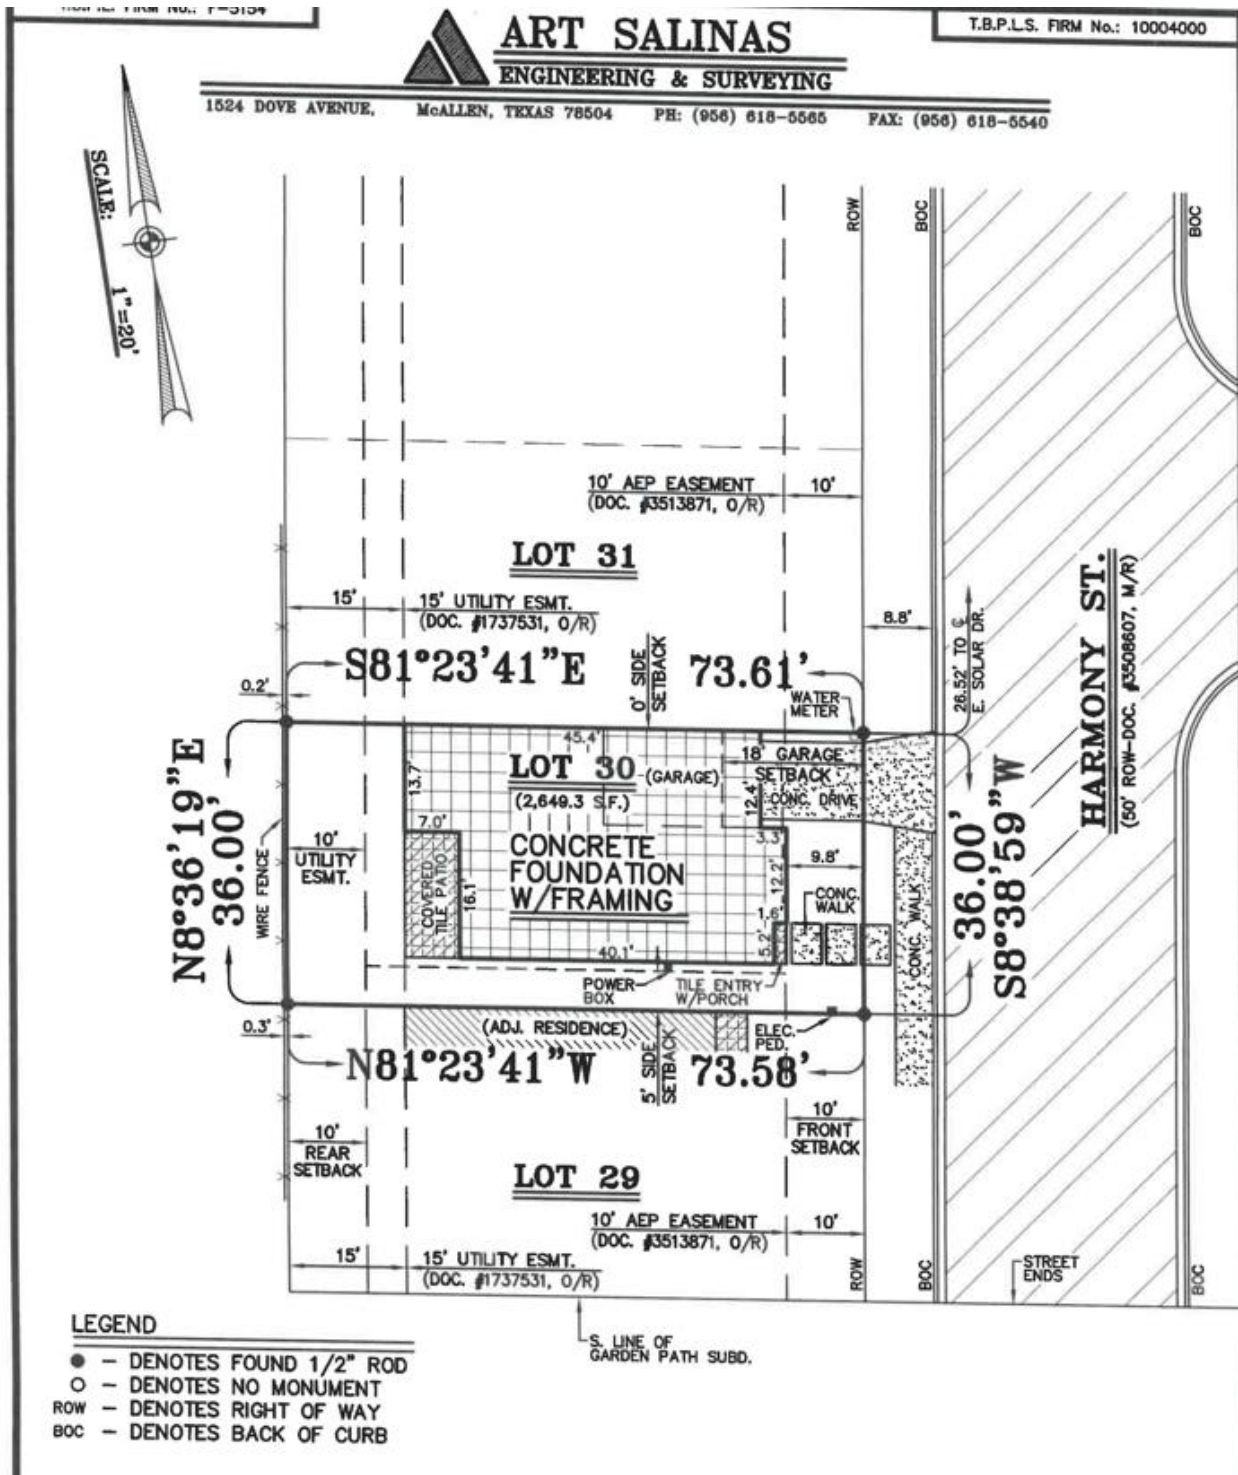 T.B.P.E. FIRM No.: F-5134
T.B.P.L.S. FIRM No.: 10004000
ART SALINAS
ENGINEERING & SURVEYING
1524 DOVE AVENUE, McALLEN, TEXAS 78504 PH: (956) 618-5565 FAX: (956) 618-5540
SCALE:
1"=20'
ROW
BOC
BOC
10' AEP EASEMENT
(DOC. #3513871, O/R)
10'
LOT 31
15'
15' UTILITY ESMT.
(DOC. #1737531, O/R)
8.8'
26.52' TO ℄
E. SOLAR DR.
HARMONY ST.
(50' ROW-DOC. #3508607, M/R)
0' SIDE
SETBACK
S81°23'41"E
73.61'
0.2'
WATER
METER
45.4'
LOT 30
(2,649.3 S.F.)
(GARAGE)
18' GARAGE
SETBACK
CONC. DRIVE
13.7'
12.4'
7.0'
3.3'
CONCRETE
FOUNDATION
W/FRAMING
9.8'
10'
UTILITY
ESMT.
WIRE FENCE
N8°36'19"E
36.00'
COVERED
TILE PATIO
16.1'
12.2'
1.6'
5.2'
CONC.
WALK
CONC. WALK
36.00'
S8°38'59"W
40.1'
POWER
BOX
TILE ENTRY
W/PORCH
0.3'
(ADJ. RESIDENCE)
ELEC.
PED.
N81°23'41"W
5' SIDE
SETBACK
73.58'
10'
REAR
SETBACK
10'
FRONT
SETBACK
LOT 29
10' AEP EASEMENT
(DOC. #3513871, O/R)
10'
15'
15' UTILITY ESMT.
(DOC. #1737531, O/R)
ROW
BOC
STREET
ENDS
BOC
S. LINE OF
GARDEN PATH SUBD.
LEGEND
● – DENOTES FOUND 1/2" ROD
○ – DENOTES NO MONUMENT
ROW – DENOTES RIGHT OF WAY
BOC – DENOTES BACK OF CURB